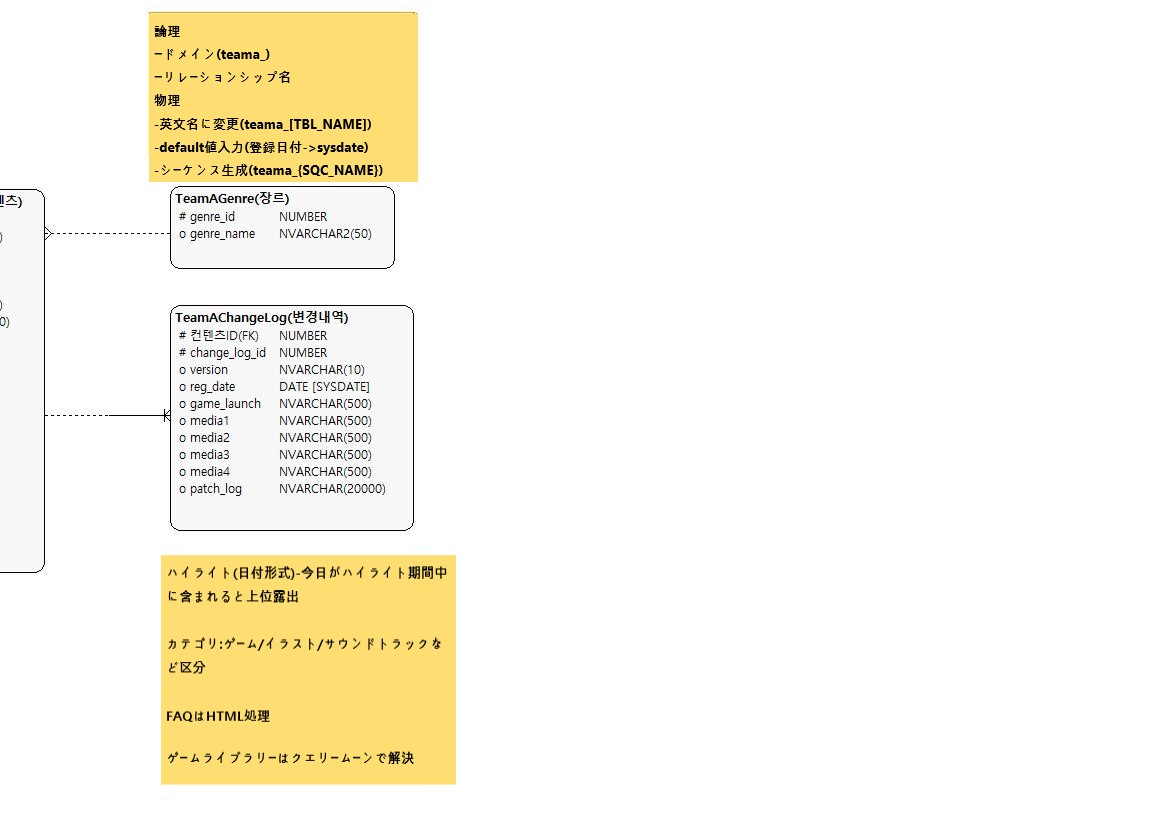 論理
ードメイン(teama_)
ーリレーションシップ名
物理
-英文名に変更(teama_[TBL_NAME])
-default値入力(登録日付->sysdate)
-シーケンス生成(teama_{SQC_NAME})
츠)
)
)
0)
TeamAGenre(장르)
# genre_id NUMBER
o genre_name NVARCHAR2(50)
TeamAChangeLog(변경내역)
# 컨텐츠ID(FK) NUMBER
# change_log_id NUMBER
o version NVARCHAR(10)
o reg_date DATE [SYSDATE]
o game_launch NVARCHAR(500)
o media1 NVARCHAR(500)
o media2 NVARCHAR(500)
o media3 NVARCHAR(500)
o media4 NVARCHAR(500)
o patch_log NVARCHAR(20000)
ハイライト(日付形式)-今日がハイライト期間中
に含まれると上位露出
カテゴリ:ゲーム/イラスト/サウンドトラックな
ど区分
FAQはHTML処理
ゲームライブラリーはクエリームーンで解決